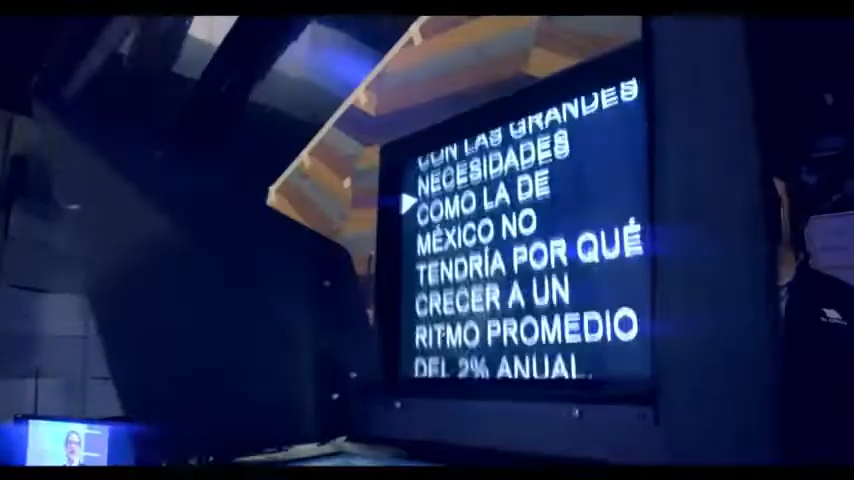 CON LAS GRANDES
NECESIDADES
COMO LA DE
MÉXICO NO
TENDRÍA POR QUÉ
CRECER A UN
RITMO PROMEDIO
DEL 2% ANUAL.